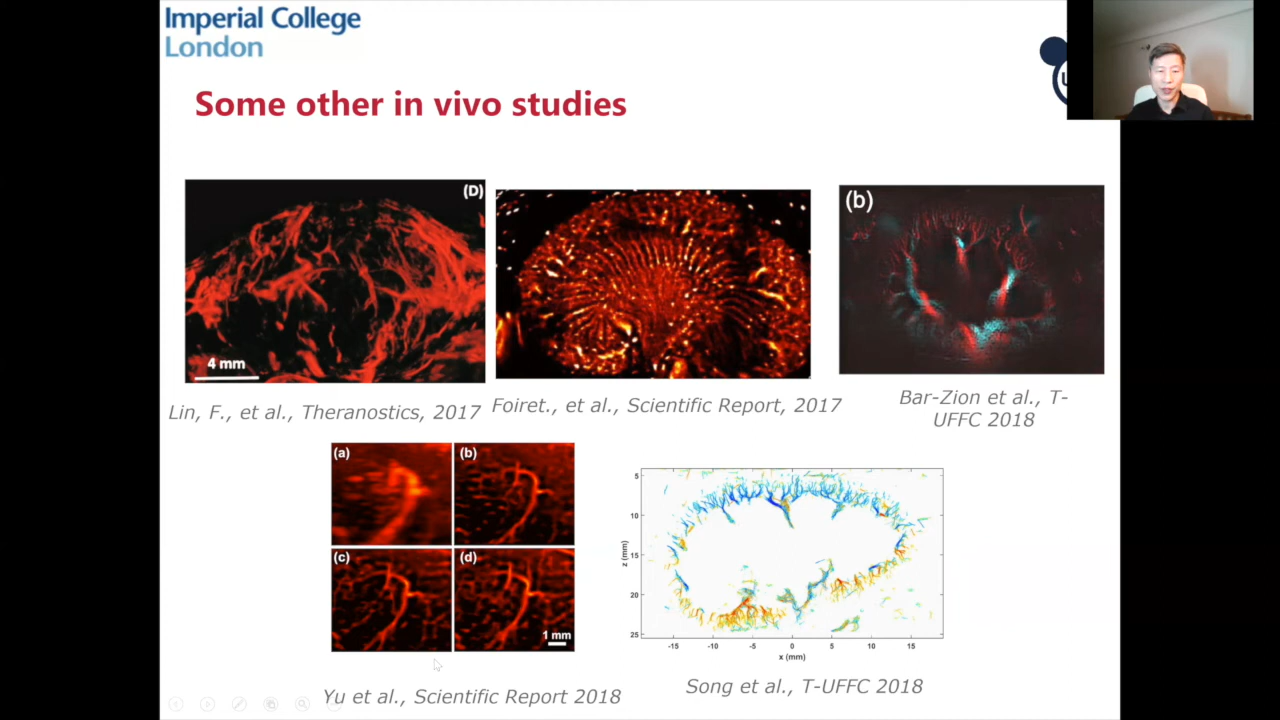 Imperial College
London
Some other in vivo studies
(D)
4 mm
(b)
Lin, F., et al., Theranostics, 2017
Foiret., et al., Scientific Report, 2017
Bar-Zion et al., T-
UFFC 2018
(a)
(b)
(c)
(d)
1 mm
5
10
15
20
25
z (mm)
-15 -10 -5 0 5 10 15
x (mm)
Yu et al., Scientific Report 2018
Song et al., T-UFFC 2018